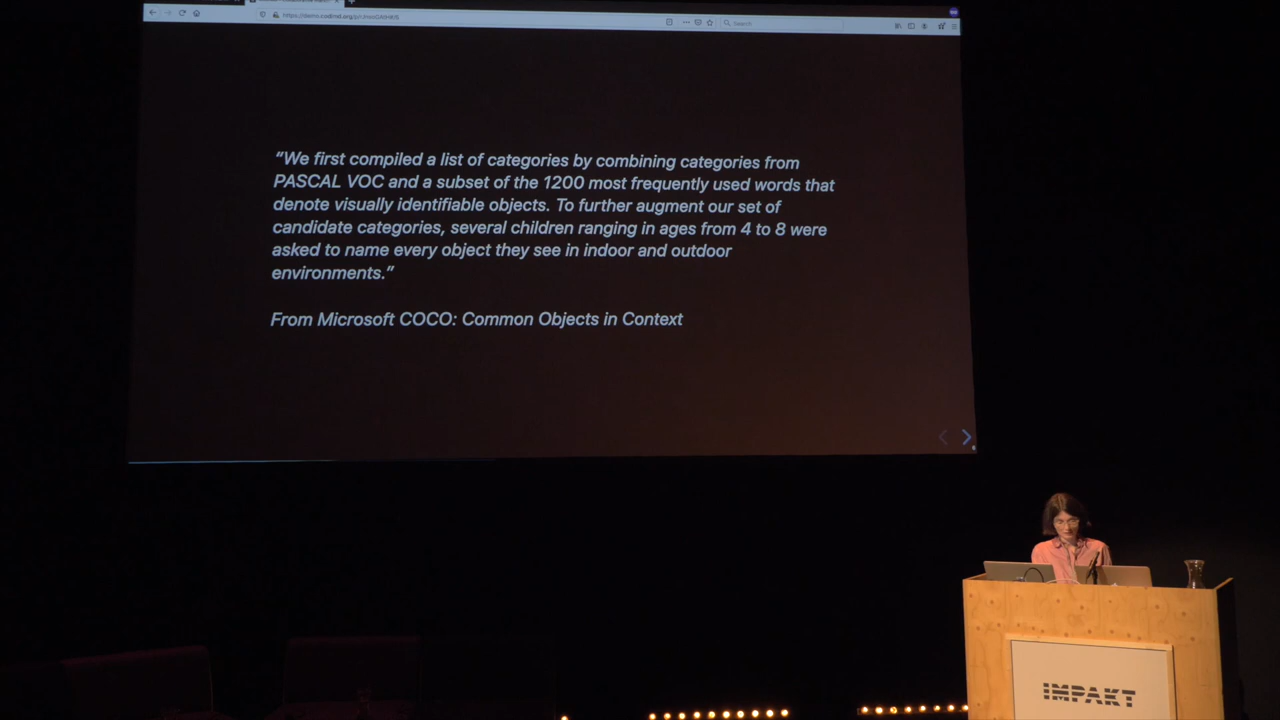 Search
“We first compiled a list of categories by combining categories from
PASCAL VOC and a subset of the 1200 most frequently used words that
denote visually identifiable objects. To further augment our set of
candidate categories, several children ranging in ages from 4 to 8 were
asked to name every object they see in indoor and outdoor
environments.”
From Microsoft COCO: Common Objects in Context
IMPAKT